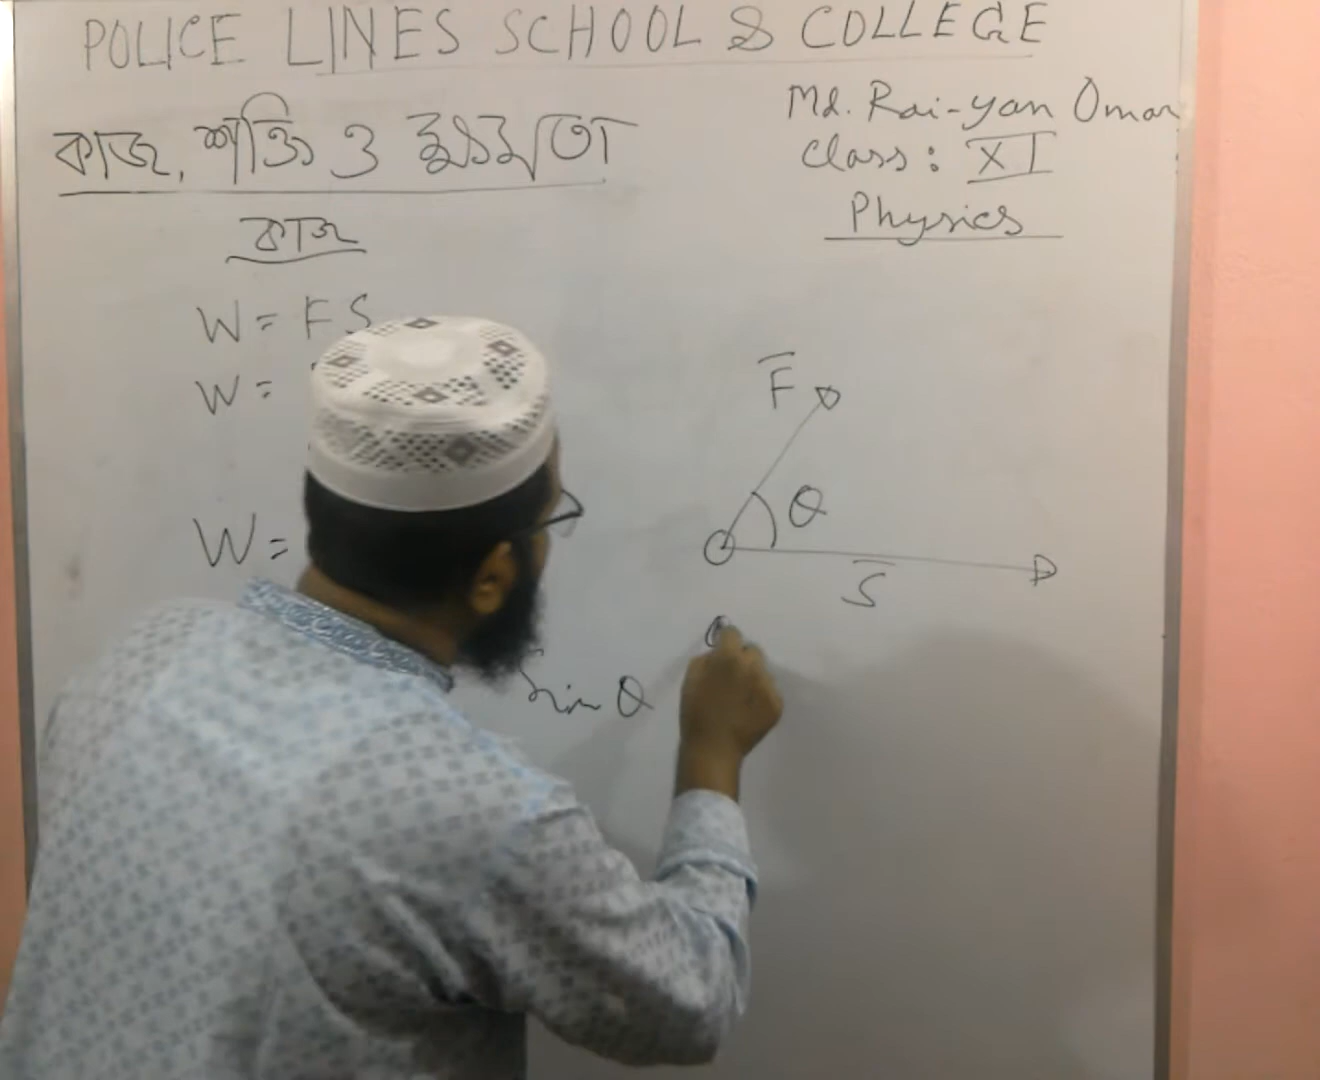 POLICE LINES SCHOOL & COLLEGE
Md. Rai-yan Omar
কাজ, শক্তি ও ক্ষমতা
Class: XI
Physics
কাজ
W = FS
W =
F
θ
W =
S
Sin θ